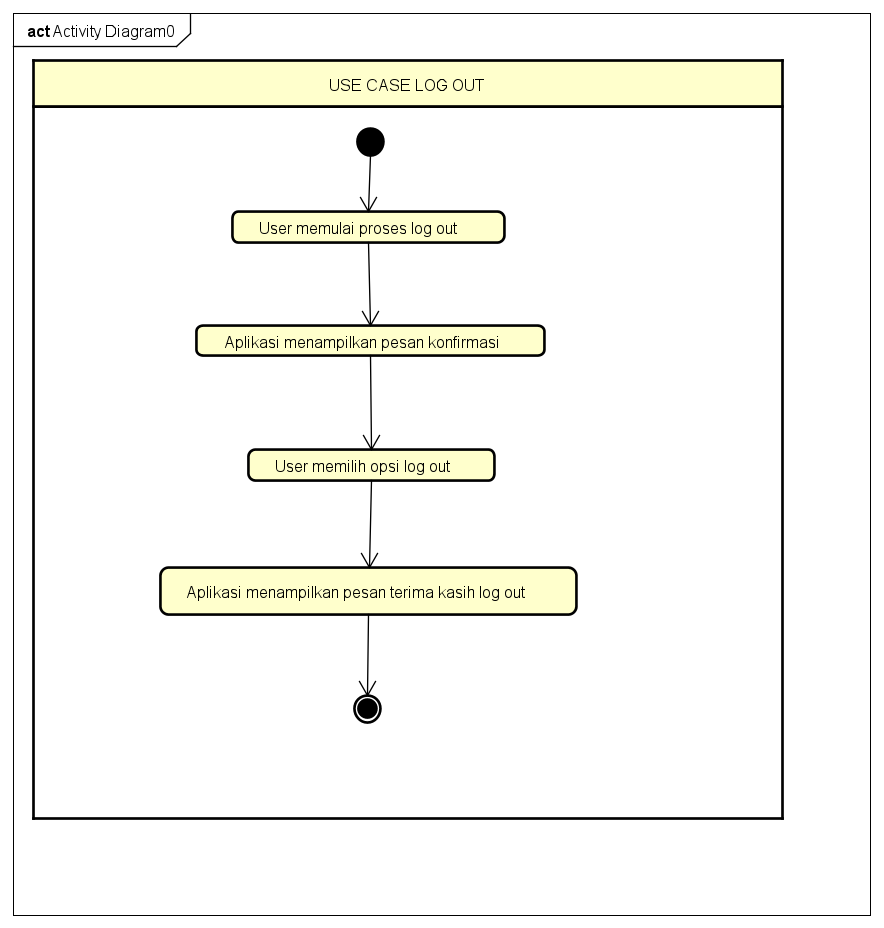 act Activity Diagram0
USE CASE LOG OUT
User memulai proses log out
Aplikasi menampilkan pesan konfirmasi
User memilih opsi log out
Aplikasi menampilkan pesan terima kasih log out